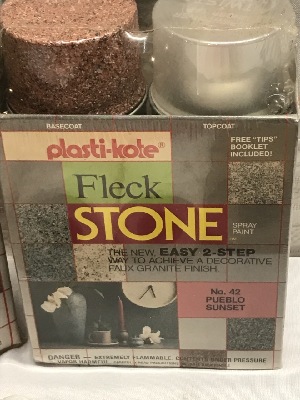 BASECOAT
TOPCOAT
plasti-kote®
FREE "TIPS"
BOOKLET
INCLUDED!
Fleck
STONE
SPRAY
PAINT
THE NEW, EASY 2-STEP
WAY TO ACHIEVE A DECORATIVE
FAUX GRANITE FINISH.
No. 42
PUEBLO
SUNSET
DANGER — EXTREMELY FLAMMABLE. CONTENTS UNDER PRESSURE
VAPOR HARMFUL.